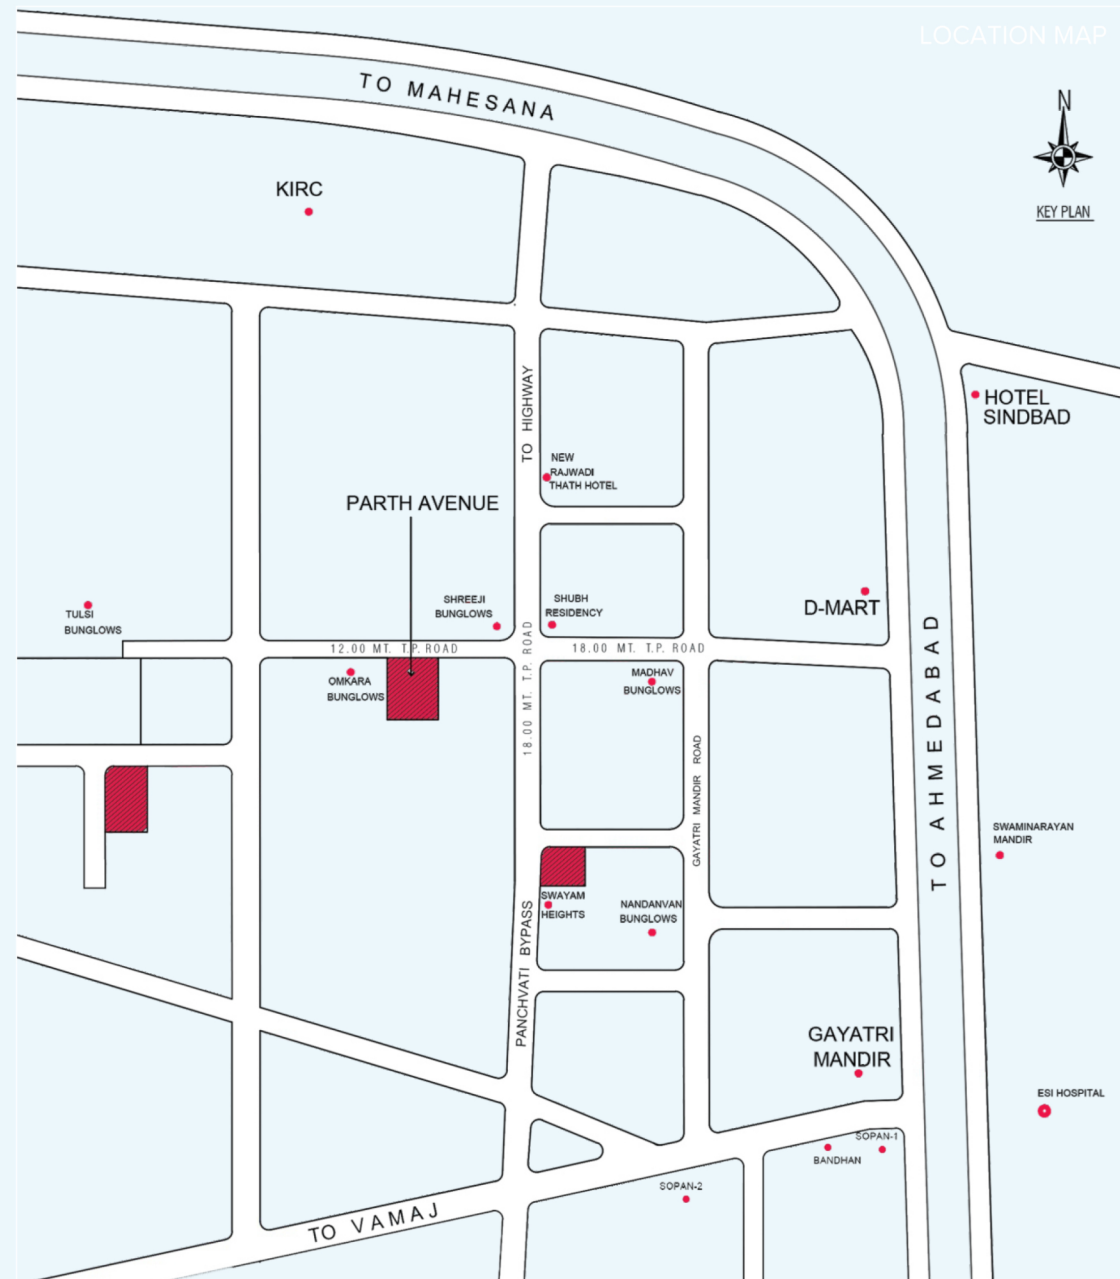 LOCATION MAP
TO MAHESANA
N
KEY PLAN
KIRC
HOTEL
SINDBAD
TO HIGHWAY
NEW
RAJWADI
THATH HOTEL
PARTH AVENUE
TULSI
BUNGLOWS
SHREEJI
BUNGLOWS
SHUBH
RESIDENCY
D-MART
12.00 MT. T.P. ROAD
18.00 MT. T.P. ROAD
18.00 MT. T.P. ROAD
OMKARA
BUNGLOWS
MADHAV
BUNGLOWS
GAYATRI MANDIR ROAD
TO AHMEDABAD
SWAMINARAYAN
MANDIR
SWAYAM
HEIGHTS
NANDANVAN
BUNGLOWS
PANCHVATI BYPASS
GAYATRI
MANDIR
ESI HOSPITAL
SOPAN-1
BANDHAN
SOPAN-2
TO VAMAJ